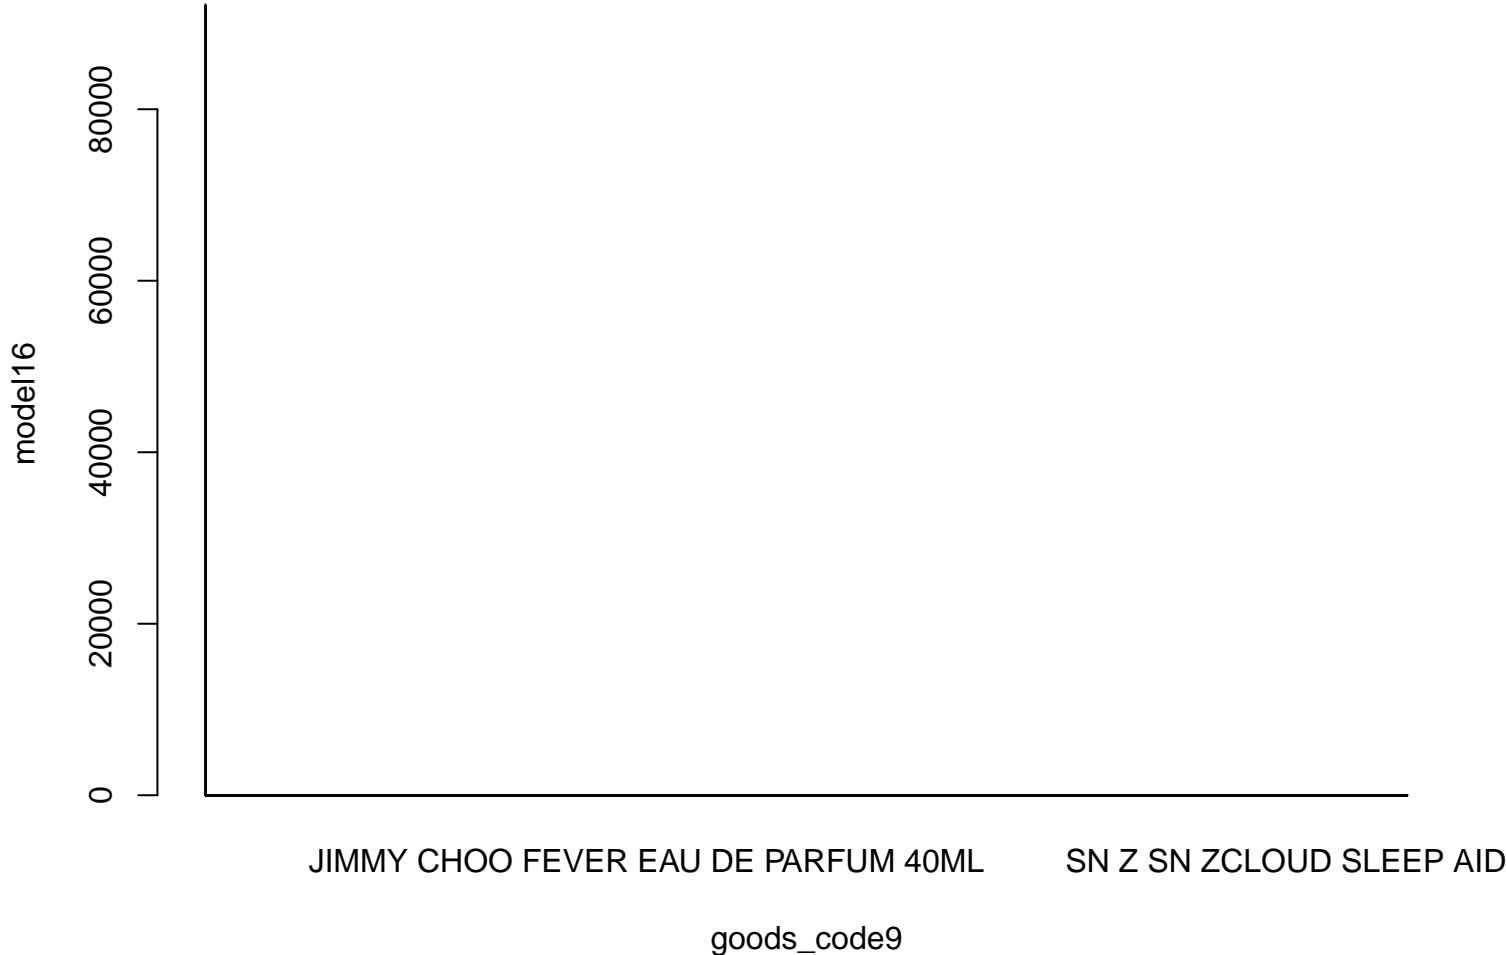 80000
60000
model16
40000
20000
0
JIMMY CHOO FEVER EAU DE PARFUM 40ML
SN Z SN ZCLOUD SLEEP AID
goods_code9